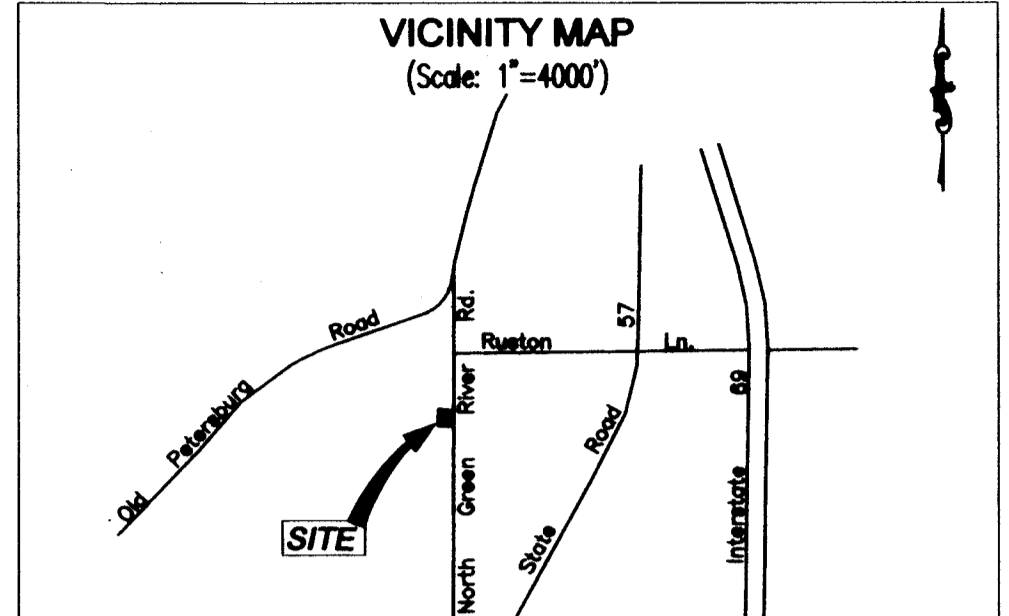 VICINITY MAP
(Scale: 1"=4000')
Old Petersburg Road
North Green River Rd.
Ruston Ln.
State Road 57
Interstate 69
SITE